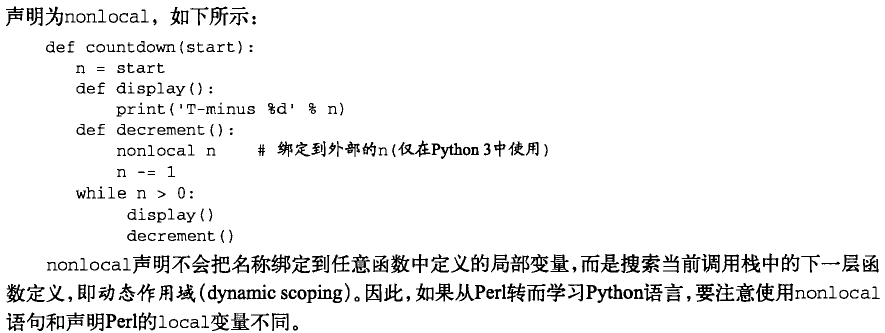 声明为nonlocal，如下所示：
def countdown(start):
n = start
def display():
print('T-minus %d' % n)
def decrement():
nonlocal n # 绑定到外部的n(仅在Python 3中使用)
n -= 1
while n > 0:
display()
decrement()
nonlocal声明不会把名称绑定到任意函数中定义的局部变量，而是搜索当前调用栈中的下一层函
数定义，即动态作用域(dynamic scoping)。因此，如果从Perl转而学习Python语言，要注意使用nonlocal
语句和声明Perl的local变量不同。